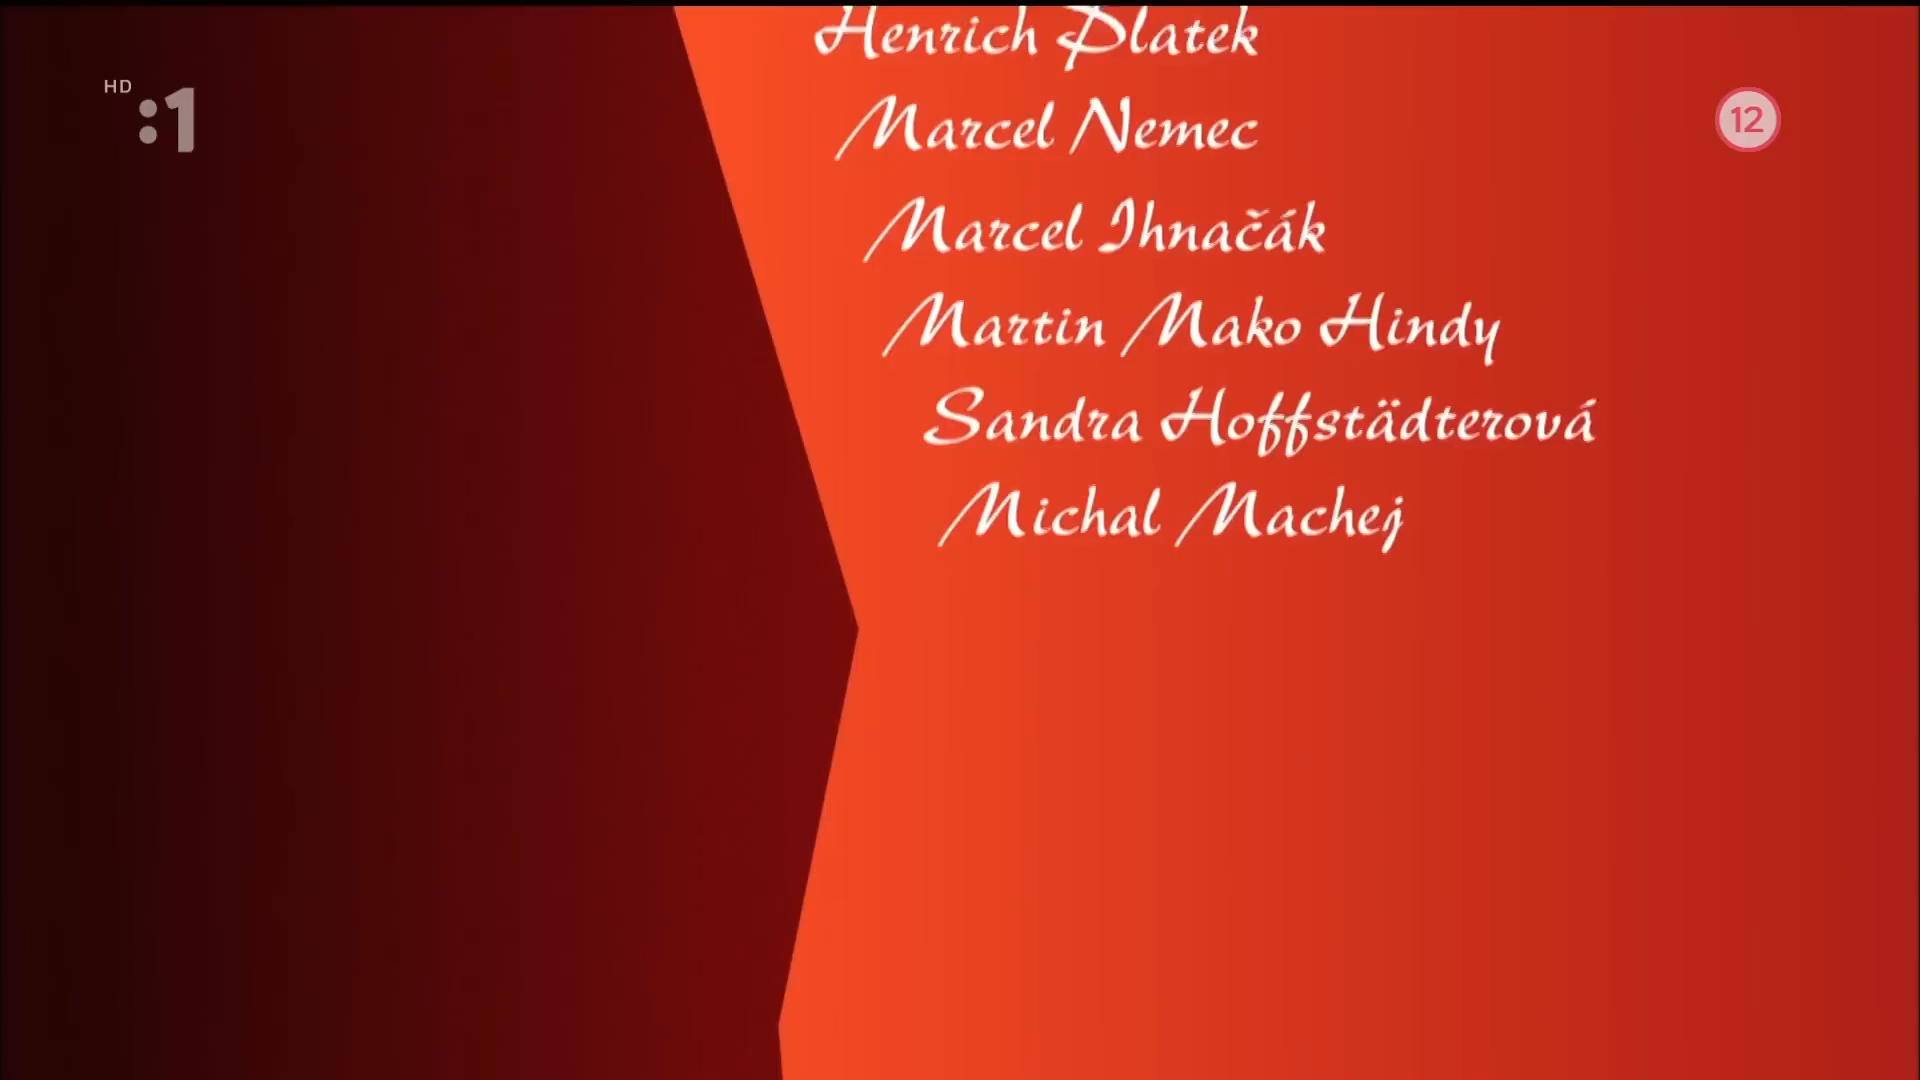 HD
:1
12
Henrich Platek
Marcel Nemec
Marcel Ihnačák
Martin Mako Hindy
Sandra Hoffstädterová
Michal Machej